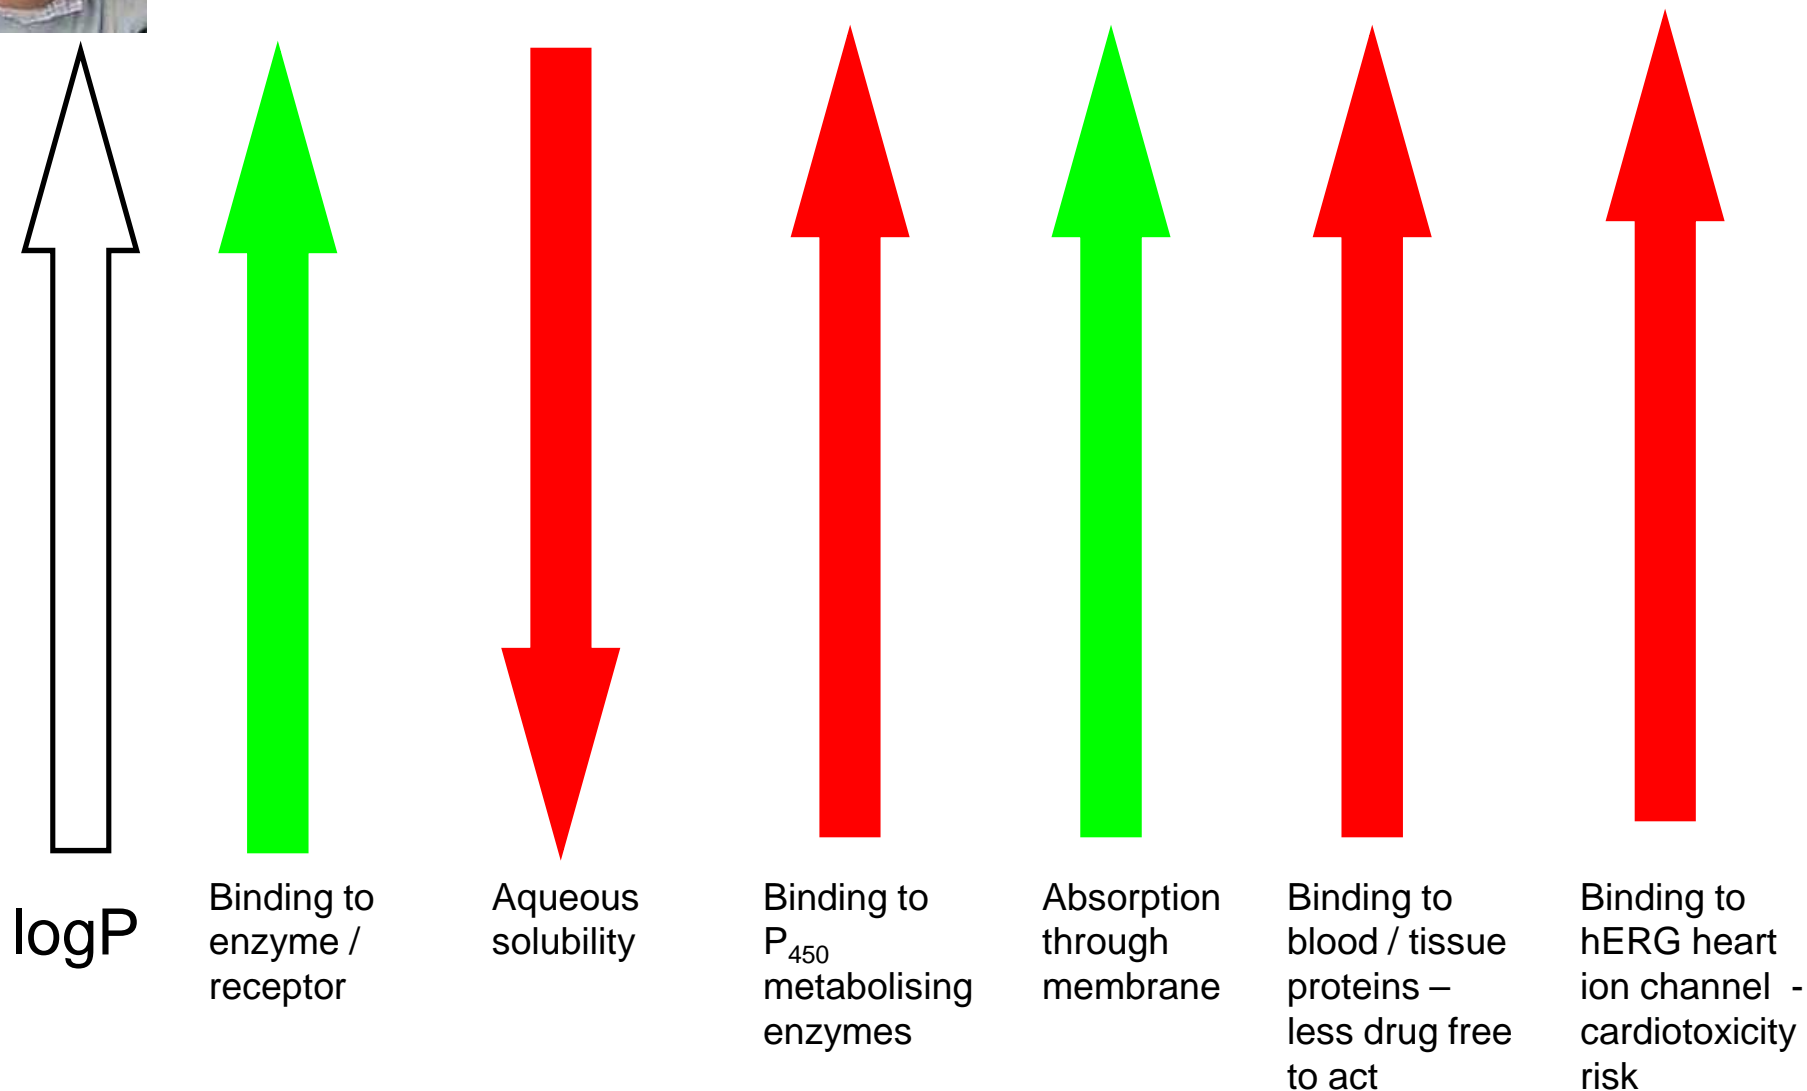 logP
Binding to
enzyme /
receptor
Aqueous
solubility
Binding to
P₄₅₀
metabolising
enzymes
Absorption
through
membrane
Binding to
blood / tissue
proteins –
less drug free
to act
Binding to
hERG heart
ion channel  -
cardiotoxicity
risk